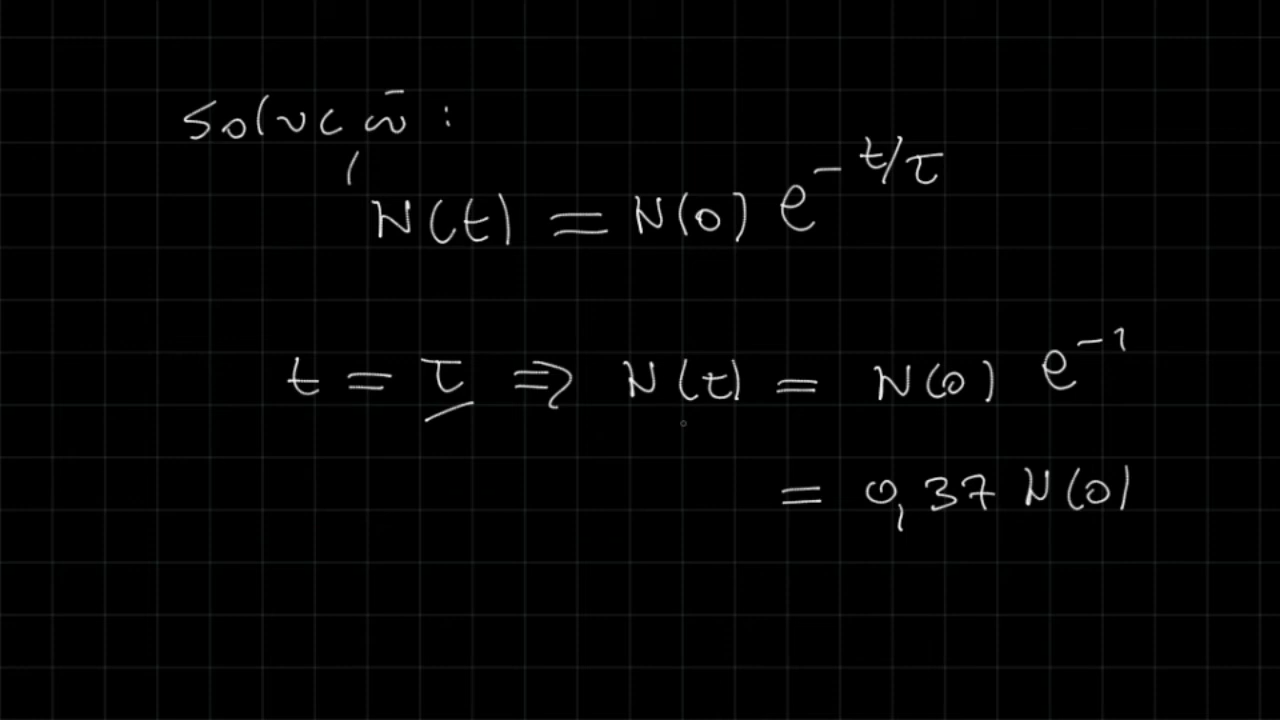 Solução:
N(t) = N(0) e^{-t/τ}
t = τ ⇒ N(t) = N(0) e^{-1}
= 0,37 N(0)